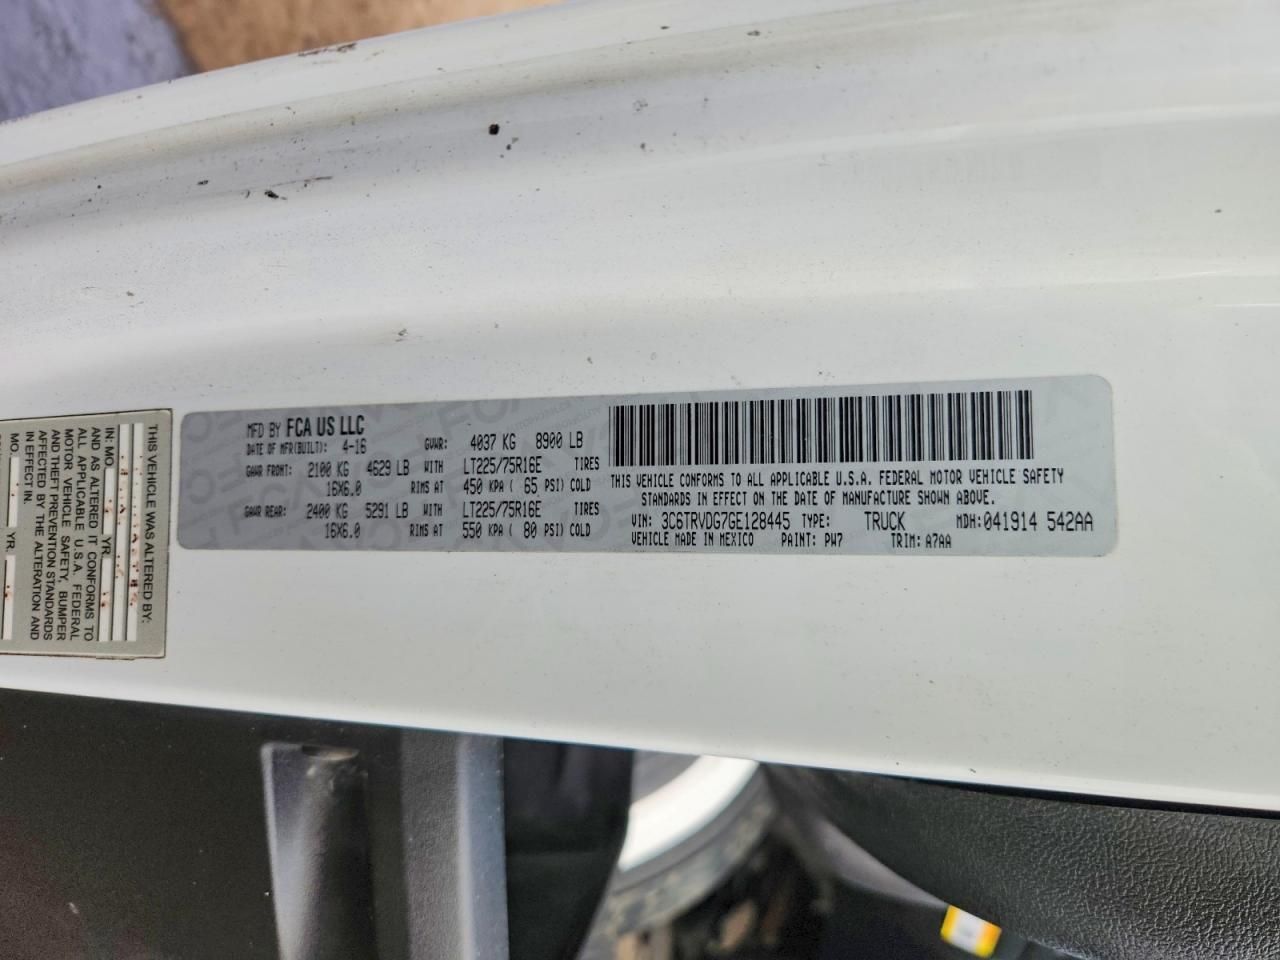 MFD BY FCA US LLC
DATE OF MFR(BUILT): 4-16 GVWR: 4037 KG 8900 LB
GAWR FRONT: 2100 KG 4629 LB WITH LT225/75R16E TIRES
16X6.0 RIMS AT 450 KPA ( 65 PSI) COLD
GAWR REAR: 2400 KG 5291 LB WITH LT225/75R16E TIRES
16X6.0 RIMS AT 550 KPA ( 80 PSI) COLD
THIS VEHICLE CONFORMS TO ALL APPLICABLE U.S.A. FEDERAL MOTOR VEHICLE SAFETY
STANDARDS IN EFFECT ON THE DATE OF MANUFACTURE SHOWN ABOVE.
VIN: 3C6TRVDG7GE128445 TYPE: TRUCK MDH:041914 542AA
VEHICLE MADE IN MEXICO PAINT: PW7 TRIM: A7AA
THIS VEHICLE WAS ALTERED BY:
IN: MO. YR.
AND AS ALTERED IT CONFORMS TO
ALL APPLICABLE U.S.A. FEDERAL
MOTOR VEHICLE SAFETY, BUMPER
AND THEFT PREVENTION STANDARDS
AFFECTED BY THE ALTERATION AND
IN EFFECT IN.
MO. YR.